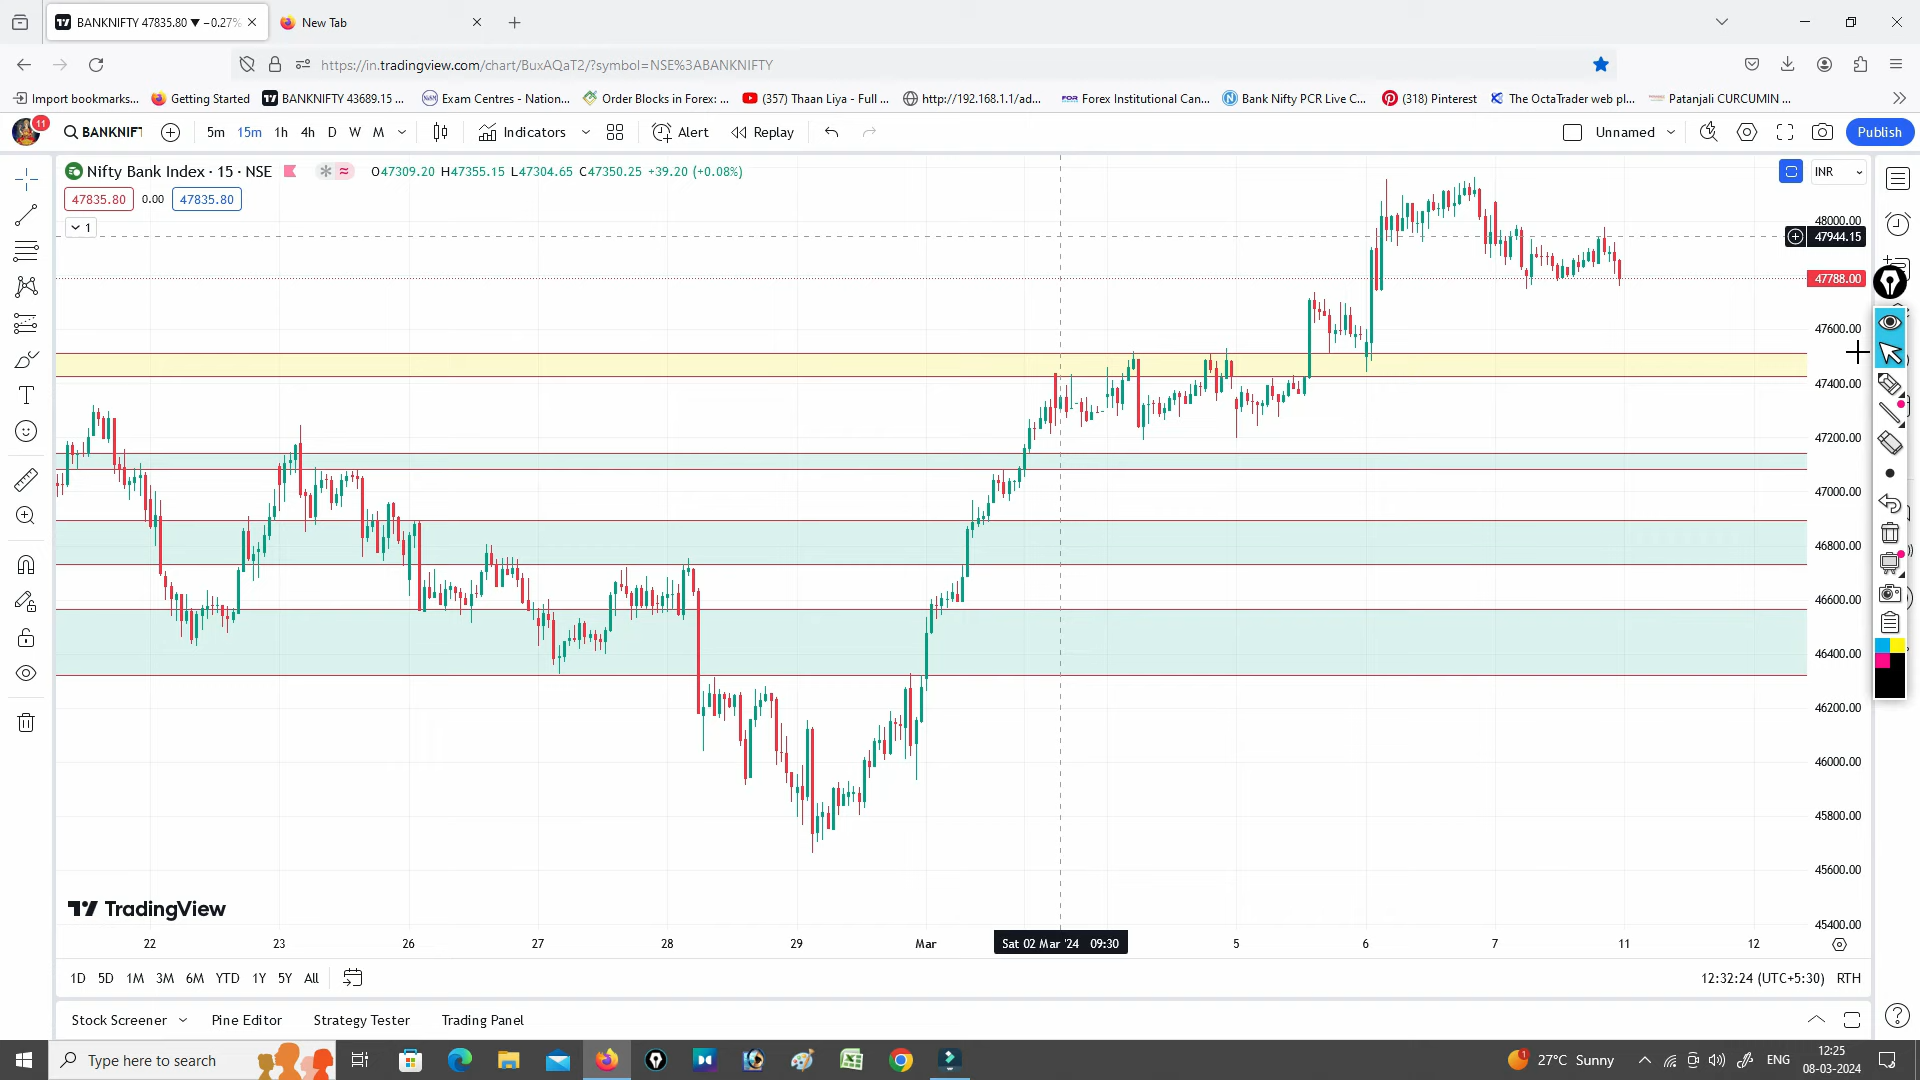 BANKNIFTY 47835.80 ▼ −0.27%
New Tab
https://in.tradingview.com/chart/BuxAQaT2/?symbol=NSE%3ABANKNIFTY
Import bookmarks... Getting Started BANKNIFTY 43689.15 ... Exam Centres - Nation... Order Blocks in Forex: ... (357) Thaan Liya - Full ... http://192.168.1.1/ad... Forex Institutional Can... Bank Nifty PCR Live C... (318) Pinterest The OctaTrader web pl... Patanjali CURCUMIN ...
11 BANKNIFT 5m 15m 1h 4h D W M Indicators Alert Replay Unnamed Publish
Nifty Bank Index · 15 · NSE O47309.20 H47355.15 L47304.65 C47350.25 +39.20 (+0.08%) INR
47835.80 0.00 47835.80
1
48000.00
47944.15
47788.00
47600.00
47400.00
47200.00
47000.00
46800.00
46600.00
46400.00
46200.00
46000.00
45800.00
45600.00
45400.00
TradingView
22 23 26 27 28 29 Mar Sat 02 Mar '24 09:30 5 6 7 11 12
1D 5D 1M 3M 6M YTD 1Y 5Y All 12:32:24 (UTC+5:30) RTH
Stock Screener Pine Editor Strategy Tester Trading Panel
Type here to search 27°C Sunny ENG 12:25
08-03-2024